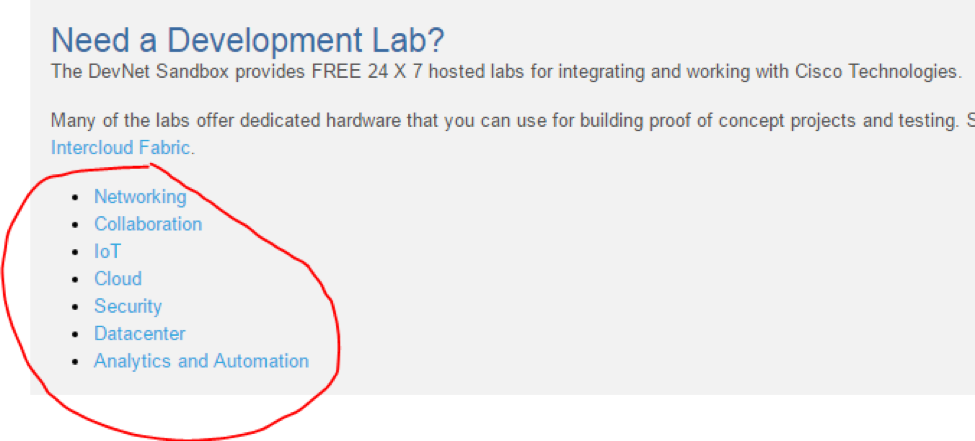 Need a Development Lab?
The DevNet Sandbox provides FREE 24 X 7 hosted labs for integrating and working with Cisco Technologies.
Many of the labs offer dedicated hardware that you can use for building proof of concept projects and testing.
Intercloud Fabric.
Networking
Collaboration
IoT
Cloud
Security
Datacenter
Analytics and Automation